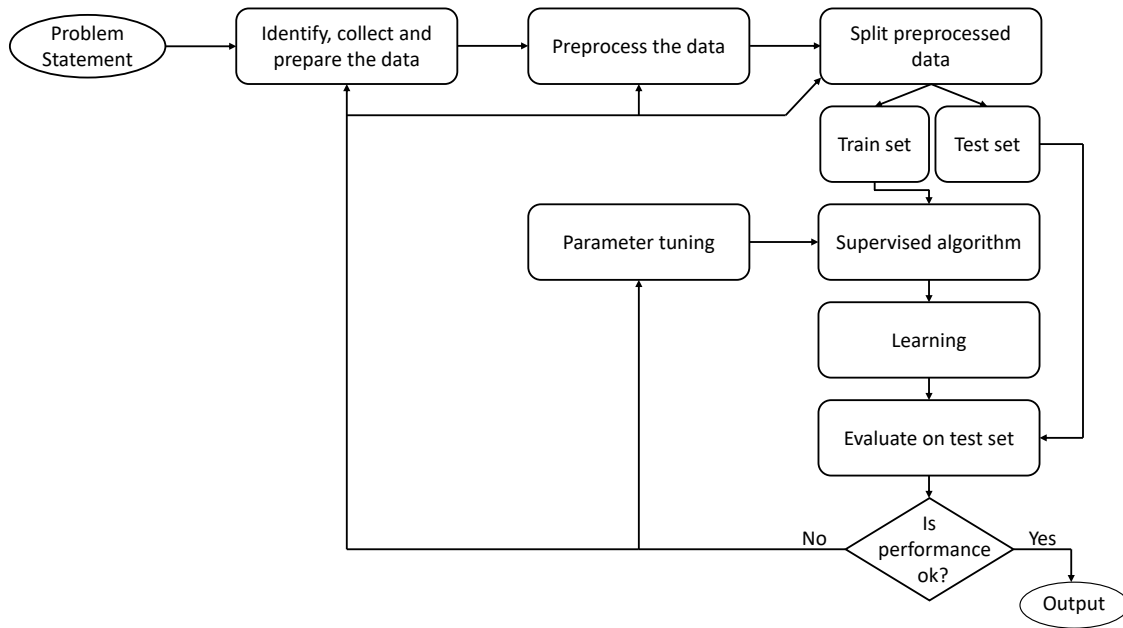 Problem
Statement
Identify, collect and
prepare the data
Preprocess the data
Split preprocessed
data
Train set
Test set
Parameter tuning
Supervised algorithm
Learning
Evaluate on test set
Is
performance
ok?
No
Yes
Output